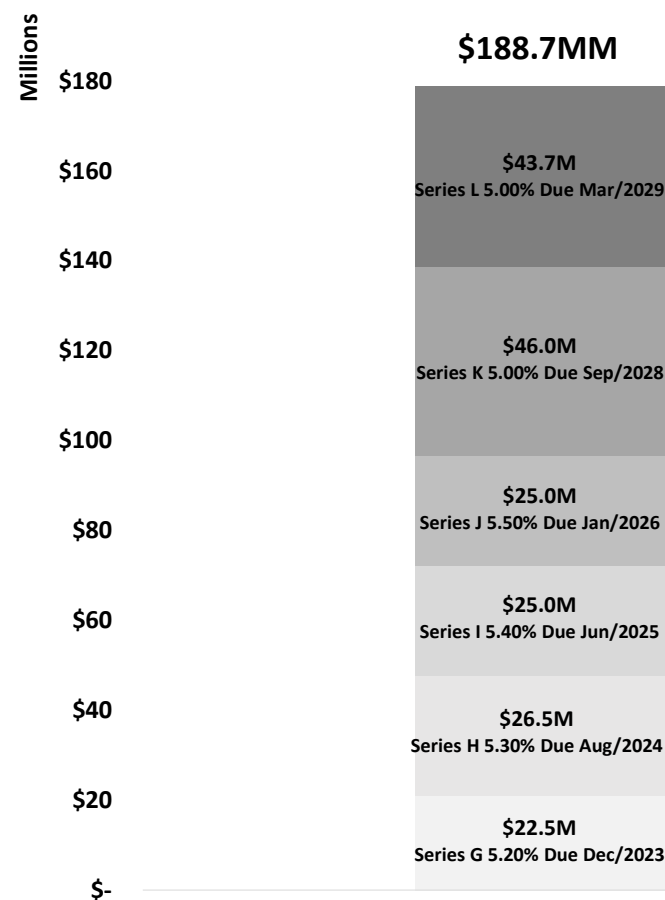 Millions
$188.7MM
$180
$160
$140
$120
$100
$80
$60
$40
$20
$-
$43.7M
Series L 5.00% Due Mar/2029
$46.0M
Series K 5.00% Due Sep/2028
$25.0M
Series J 5.50% Due Jan/2026
$25.0M
Series I 5.40% Due Jun/2025
$26.5M
Series H 5.30% Due Aug/2024
$22.5M
Series G 5.20% Due Dec/2023